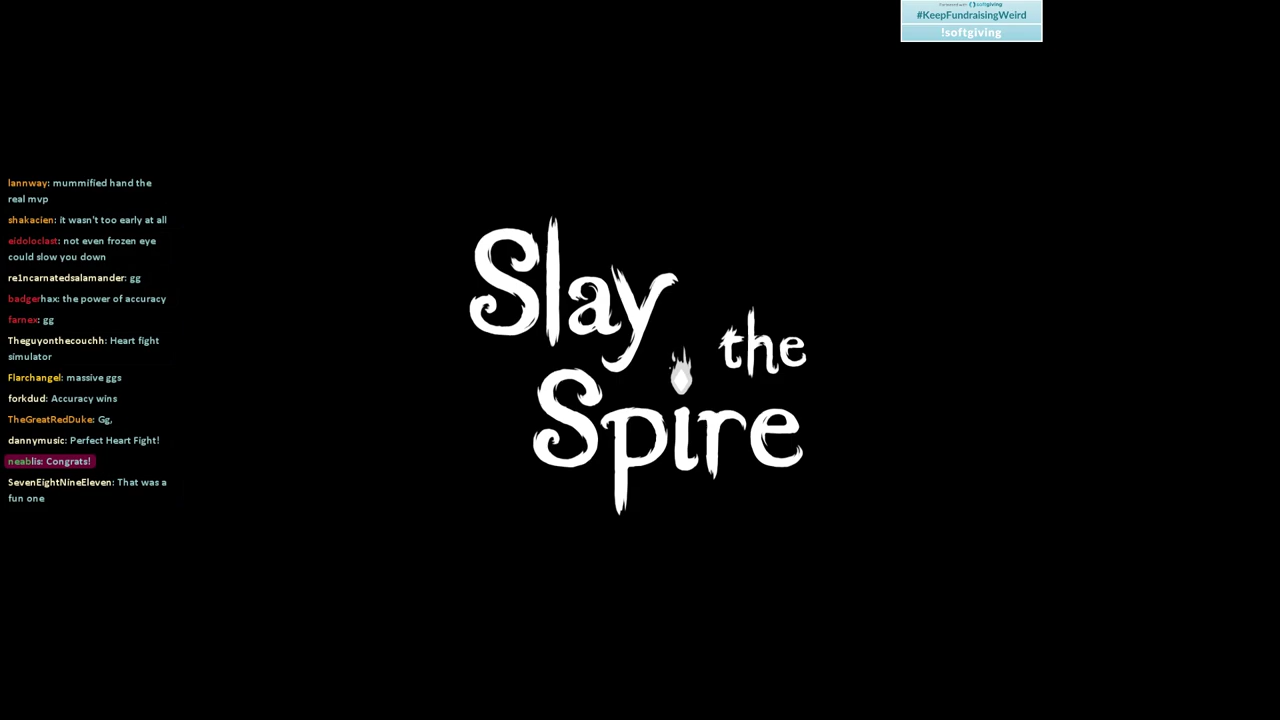 Powered with softgiving
#KeepFundraisingWeird
!softgiving
lannway: mummified hand the
real mvp
shakacien: it wasn't too early at all
eidoloclast: not even frozen eye
could slow you down
re1ncarnatedsalamander: gg
badgerhax: the power of accuracy
farnex: gg
Theguyonthecouchh: Heart fight
simulator
Flarchangel: massive ggs
forkdud: Accuracy wins
TheGreatRedDuke: Gg,
dannymusic: Perfect Heart Fight!
neablis: Congrats!
SevenEightNineEleven: That was a
fun one
Slay
the
Spire